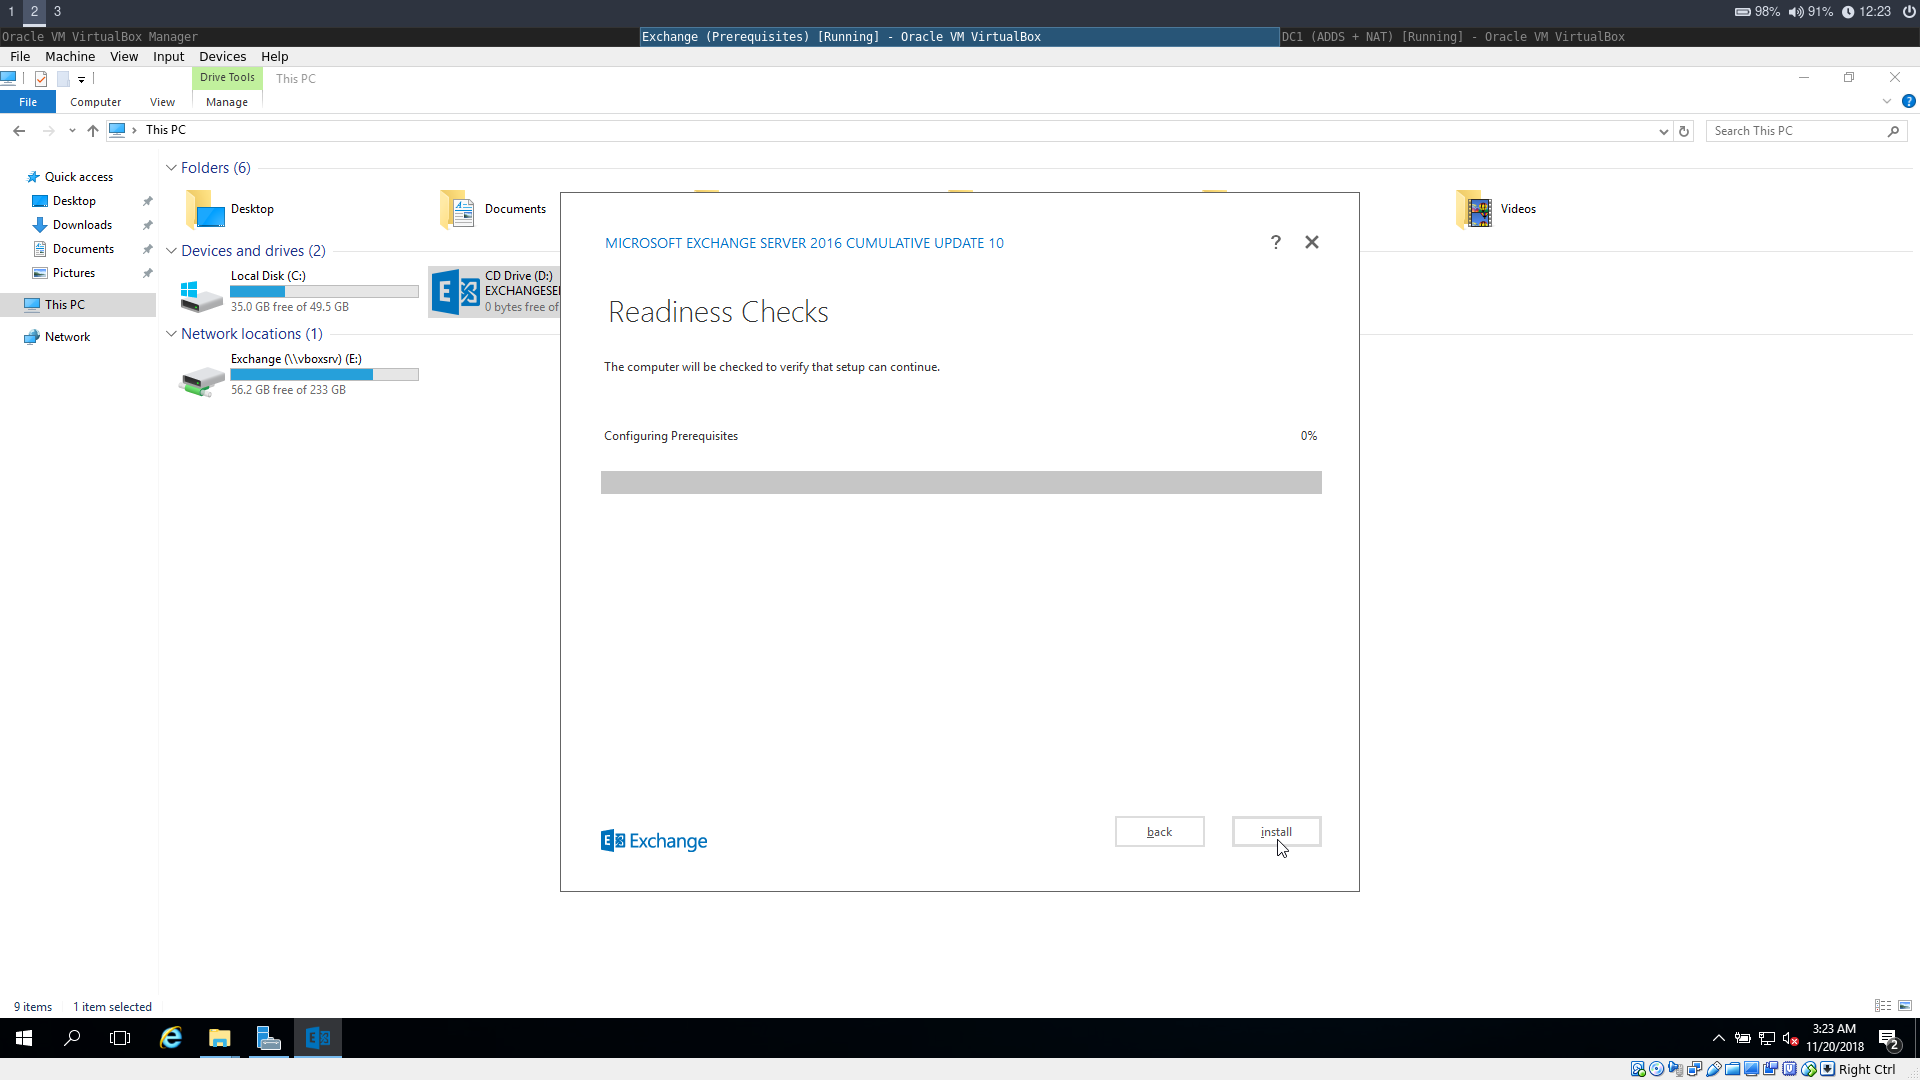 1 2 3
98% 91% 12:23
Oracle VM VirtualBox Manager
Exchange (Prerequisites) [Running] - Oracle VM VirtualBox
DC1 (ADDS + NAT) [Running] - Oracle VM VirtualBox
File Machine View Input Devices Help
Drive Tools This PC
File Computer View Manage
This PC
Search This PC
Quick access
Desktop
Downloads
Documents
Pictures
This PC
Network
Folders (6)
Desktop
Documents
Videos
Devices and drives (2)
Local Disk (C:)
35.0 GB free of 49.5 GB
CD Drive (D:)
EXCHANGESE
0 bytes free of
Network locations (1)
Exchange (\\vboxsrv) (E:)
56.2 GB free of 233 GB
MICROSOFT EXCHANGE SERVER 2016 CUMULATIVE UPDATE 10
?
Readiness Checks
The computer will be checked to verify that setup can continue.
Configuring Prerequisites 0%
E Exchange
back
install
9 items 1 item selected
3:23 AM
11/20/2018
2
Right Ctrl